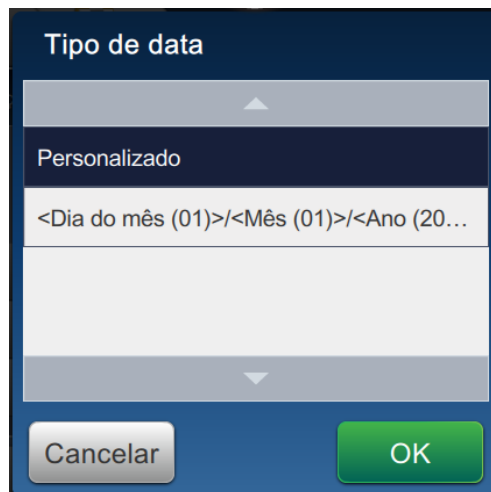 Tipo de data
Personalizado
<Dia do mês (01)>/<Mês (01)>/<Ano (20...
Cancelar
OK